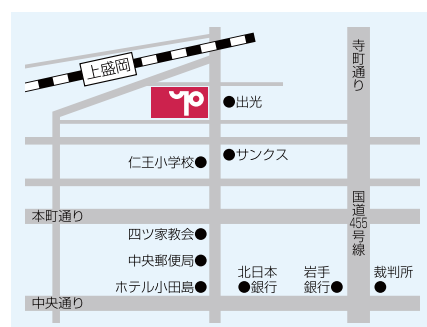 上盛岡
寺町通り
出光
サンクス
仁王小学校
国道455号線
本町通り
四ツ家教会
中央郵便局
北日本
銀行
岩手
銀行
裁判所
ホテル小田島
中央通り